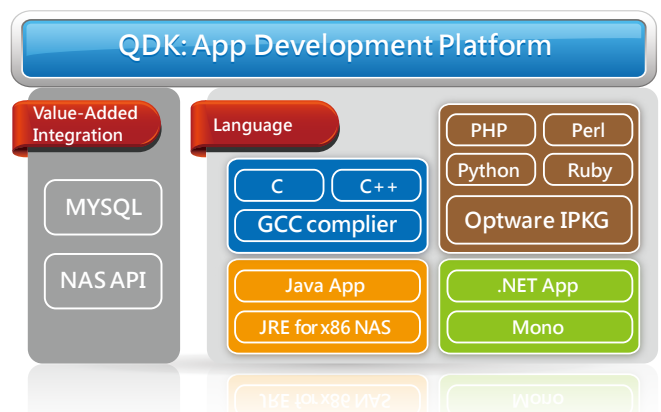 QDK: App Development Platform
Value-Added
Integration
MYSQL
NAS API
Language
C
C++
GCC complier
PHP
Perl
Python
Ruby
Optware IPKG
Java App
JRE for x86 NAS
.NET App
Mono